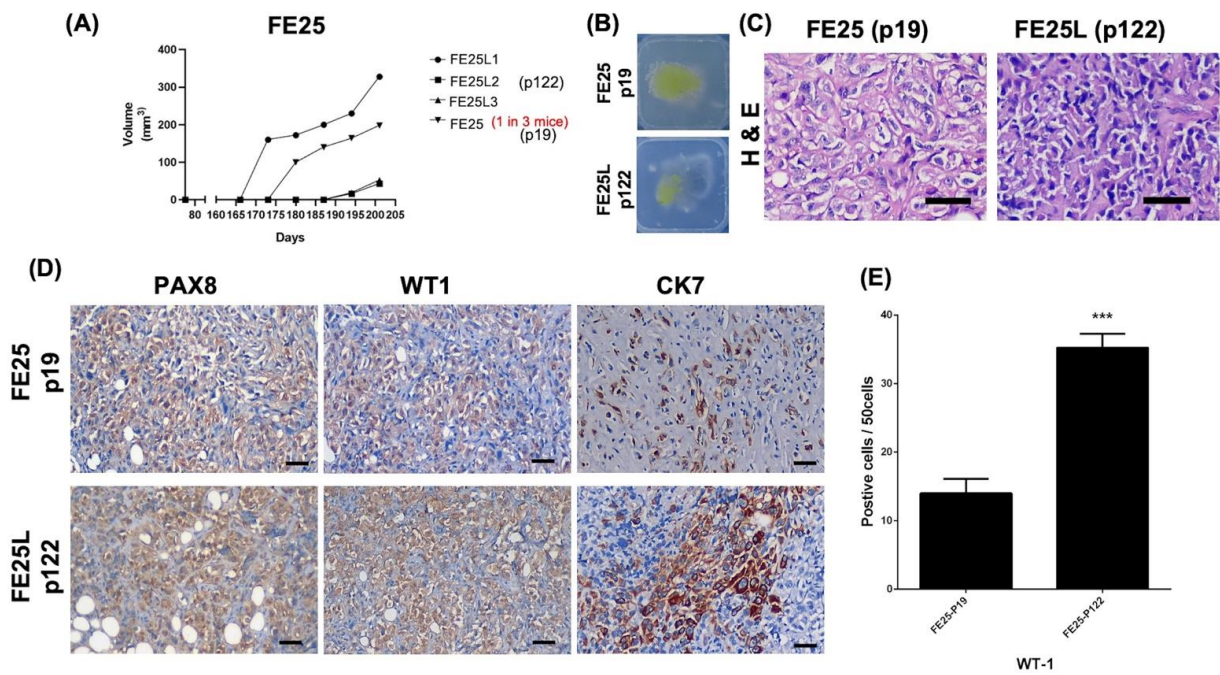 (A)
FE25
400
300
200
100
0
Volume
(mm3)
80 160 165 170 175 180 185 190 195 200 205
Days
FE25L1
FE25L2
FE25L3
(p122)
FE25 (1 in 3 mice)
(p19)
(B)
FE25
p19
FE25L
p122
(C)
FE25 (p19)
FE25L (p122)
H & E
(D)
PAX8
WT1
CK7
FE25
p19
FE25L
p122
(E)
40
30
20
10
0
Postive cells / 50cells
***
FE25-P19
FE25-P122
WT-1